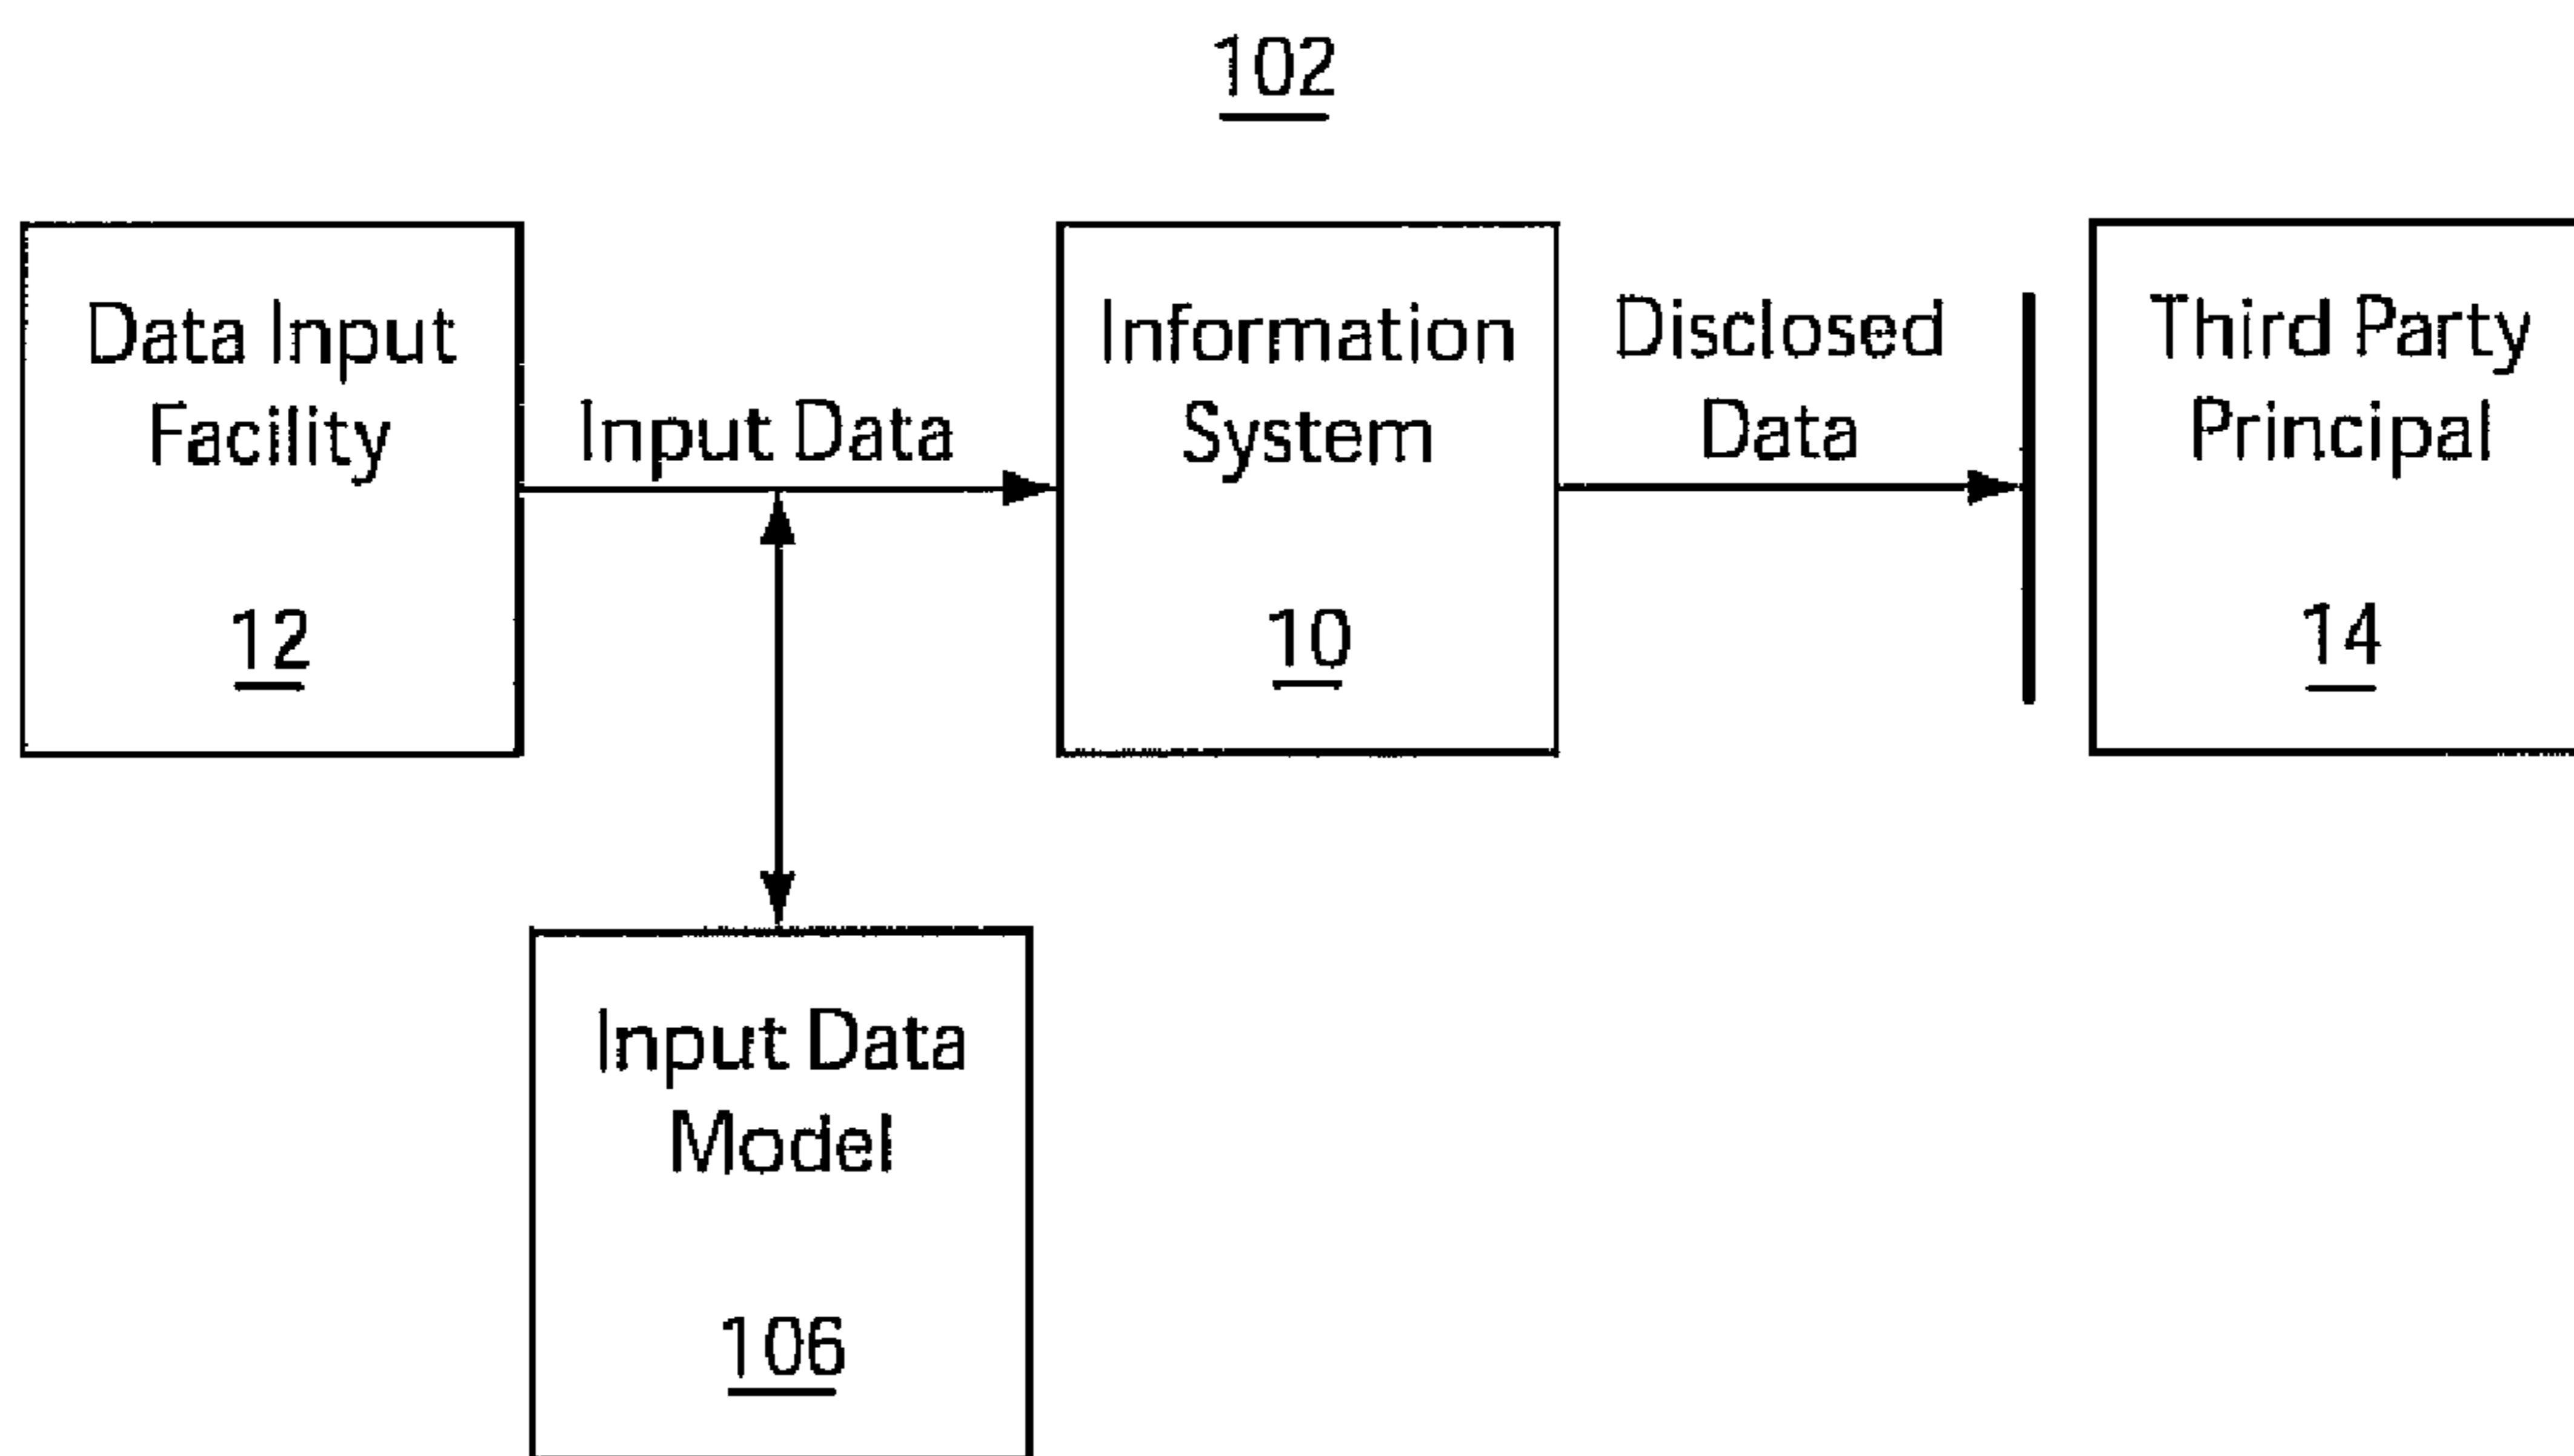 102
Data Input
Facility
12
Input Data
Information
System
10
Disclosed
Data
Third Party
Principal
14
Input Data
Model
106